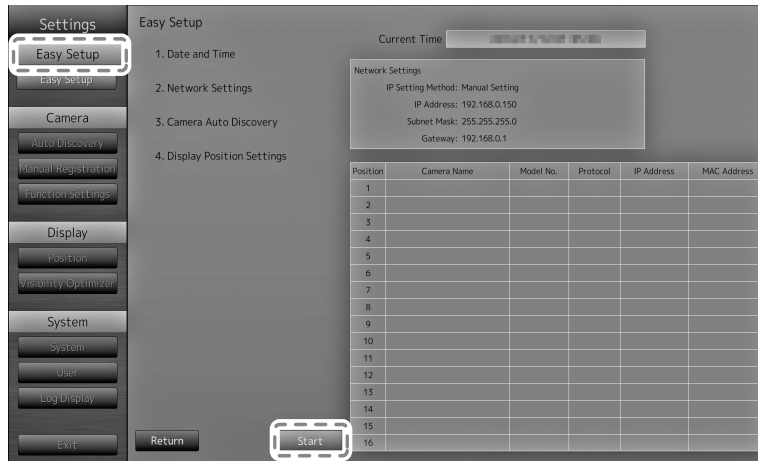 Settings
Easy Setup
Easy Setup
Camera
Auto Discovery
Manual Registration
Function Settings
Display
Position
Visibility Optimizer
System
System
User
Log Display
Exit
Easy Setup
1. Date and Time
2. Network Settings
3. Camera Auto Discovery
4. Display Position Settings
Return
Start
Current Time
Network Settings
IP Setting Method: Manual Setting
IP Address: 192.168.0.150
Subnet Mask: 255.255.255.0
Gateway: 192.168.0.1
Position Camera Name Model No. Protocol IP Address MAC Address
1
2
3
4
5
6
7
8
9
10
11
12
13
14
15
16